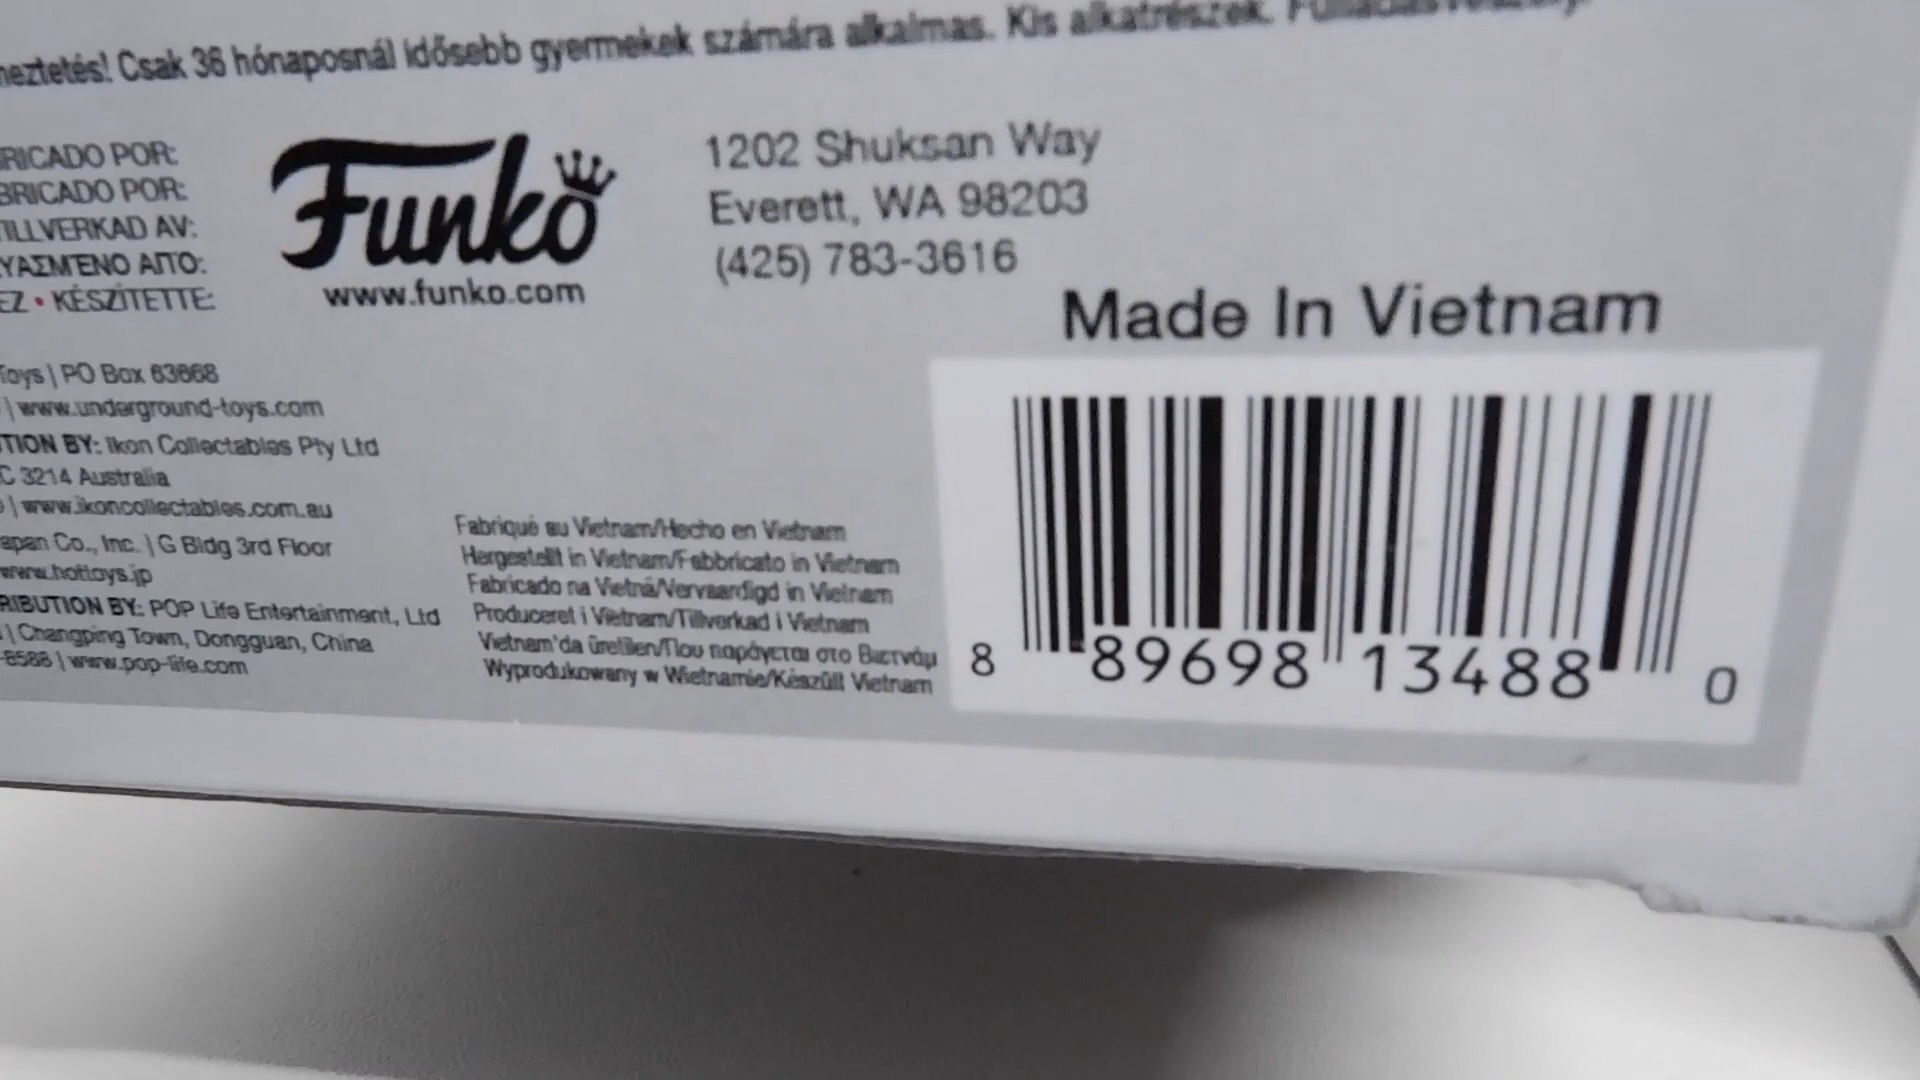 Csak 36 hónaposnál idősebb gyermekek számára alkalmas. Kis alkatrészek.
RICADO POR:
BRICADO POR:
TILLVERKAD AV:
EZ • KÉSZÍTETTE:
Funko
www.funko.com
1202 Shuksan Way
Everett, WA 98203
(425) 783-3616
Made In Vietnam
Toys | PO Box 63668
| www.underground-toys.com
TION BY: Ikon Collectables Pty Ltd
C 3214 Australia
| www.ikoncollectables.com.au
apan Co., Inc. | G Bldg 3rd Floor
www.hottoys.jp
RIBUTION BY: POP Life Entertainment, Ltd
| Changping Town, Dongguan, China
-8588 | www.pop-life.com
Fabriqué au Vietnam/Hecho en Vietnam
Hergestellt in Vietnam/Fabbricato in Vietnam
Fabricado na Vietnã/Vervaardigd in Vietnam
Produceret i Vietnam/Tillverkad i Vietnam
Vietnam'da üretilen/Που παράγεται στο Βιετνάμ
Wyprodukowany w Wietnamie/Készült Vietnam
8 89698 13488 0